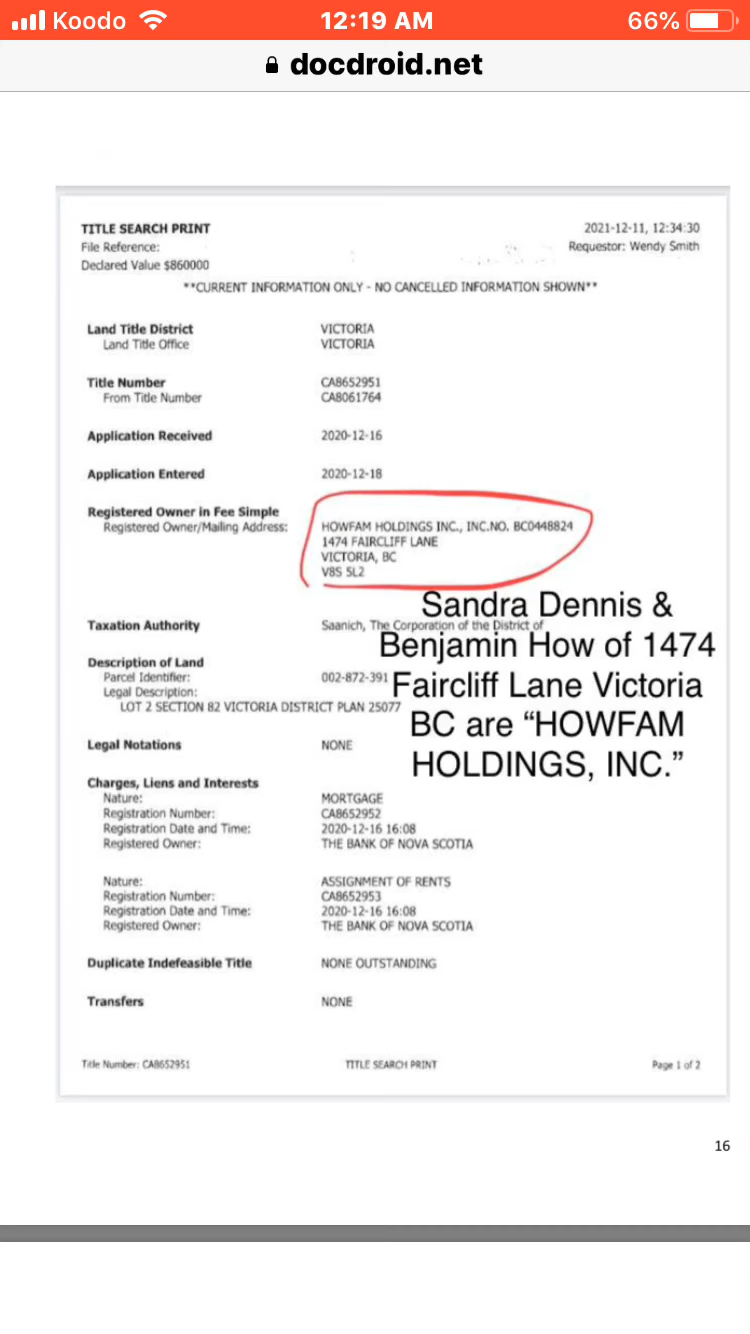 Koodo 12:19 AM 66%
docdroid.net
TITLE SEARCH PRINT 2021-12-11, 12:34:30
File Reference: Requestor: Wendy Smith
Declared Value $860000
**CURRENT INFORMATION ONLY - NO CANCELLED INFORMATION SHOWN**
Land Title District VICTORIA
Land Title Office VICTORIA
Title Number CA8652951
From Title Number CA8061764
Application Received 2020-12-16
Application Entered 2020-12-18
Registered Owner in Fee Simple
Registered Owner/Mailing Address: HOWFAM HOLDINGS INC., INC.NO. BC0448824
1474 FAIRCLIFF LANE
VICTORIA, BC
V8S 5L2
Taxation Authority Saanich, The Corporation of the District of
Description of Land
Parcel Identifier: 002-872-391
Legal Description:
LOT 2 SECTION 82 VICTORIA DISTRICT PLAN 25077
Sandra Dennis &
Benjamin How of 1474
Faircliff Lane Victoria
BC are “HOWFAM
HOLDINGS, INC.”
Legal Notations NONE
Charges, Liens and Interests
Nature: MORTGAGE
Registration Number: CA8652952
Registration Date and Time: 2020-12-16 16:08
Registered Owner: THE BANK OF NOVA SCOTIA
Nature: ASSIGNMENT OF RENTS
Registration Number: CA8652953
Registration Date and Time: 2020-12-16 16:08
Registered Owner: THE BANK OF NOVA SCOTIA
Duplicate Indefeasible Title NONE OUTSTANDING
Transfers NONE
Title Number: CA8652951 TITLE SEARCH PRINT Page 1 of 2
16